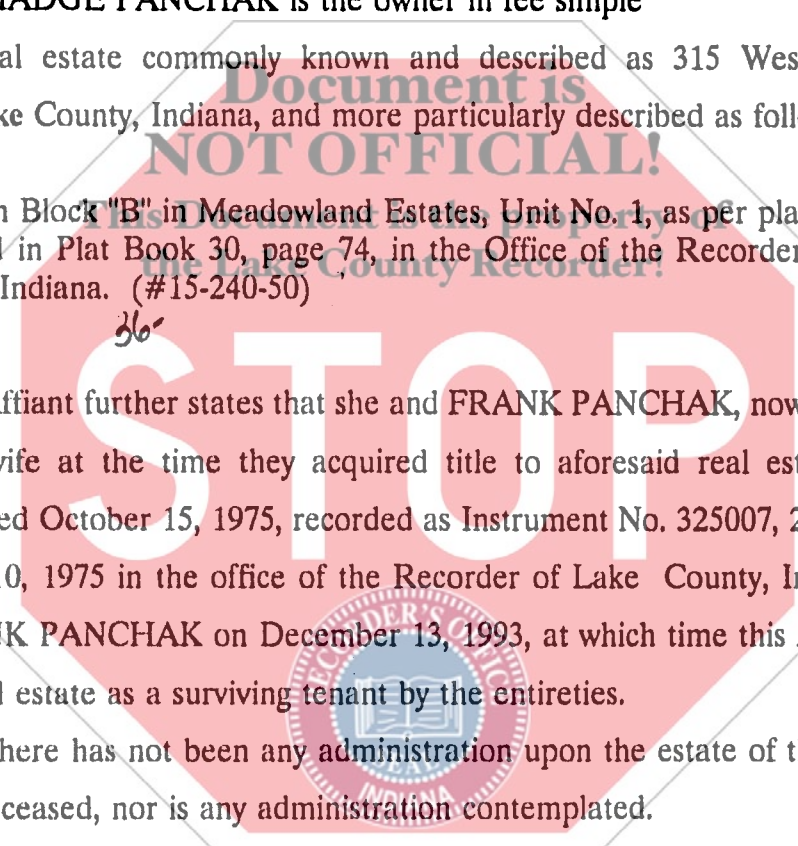 MADGE PANCHAK is the owner in fee simple
al estate commonly known and described as 315 Wes
Document is
ke County, Indiana, and more particularly described as foll
NOT OFFICIAL!
n Block "B" in Meadowland Estates, Unit No. 1, as per pla
This Document is the property of
l in Plat Book 30, page 74, in the Office of the Recorder
the Lake County Recorder!
Indiana. (#15-240-50)
36
STOP
ffiant further states that she and FRANK PANCHAK, now
vife at the time they acquired title to aforesaid real est
ed October 15, 1975, recorded as Instrument No. 325007, 2
10, 1975 in the office of the Recorder of Lake County, I
RECORDER'S OFFIC
NK PANCHAK on December 13, 1993, at which time this
l estate as a surviving tenant by the entireties.
here has not been any administration upon the estate of t
SEAL
ceased, nor is any administration contemplated.
INDIANA